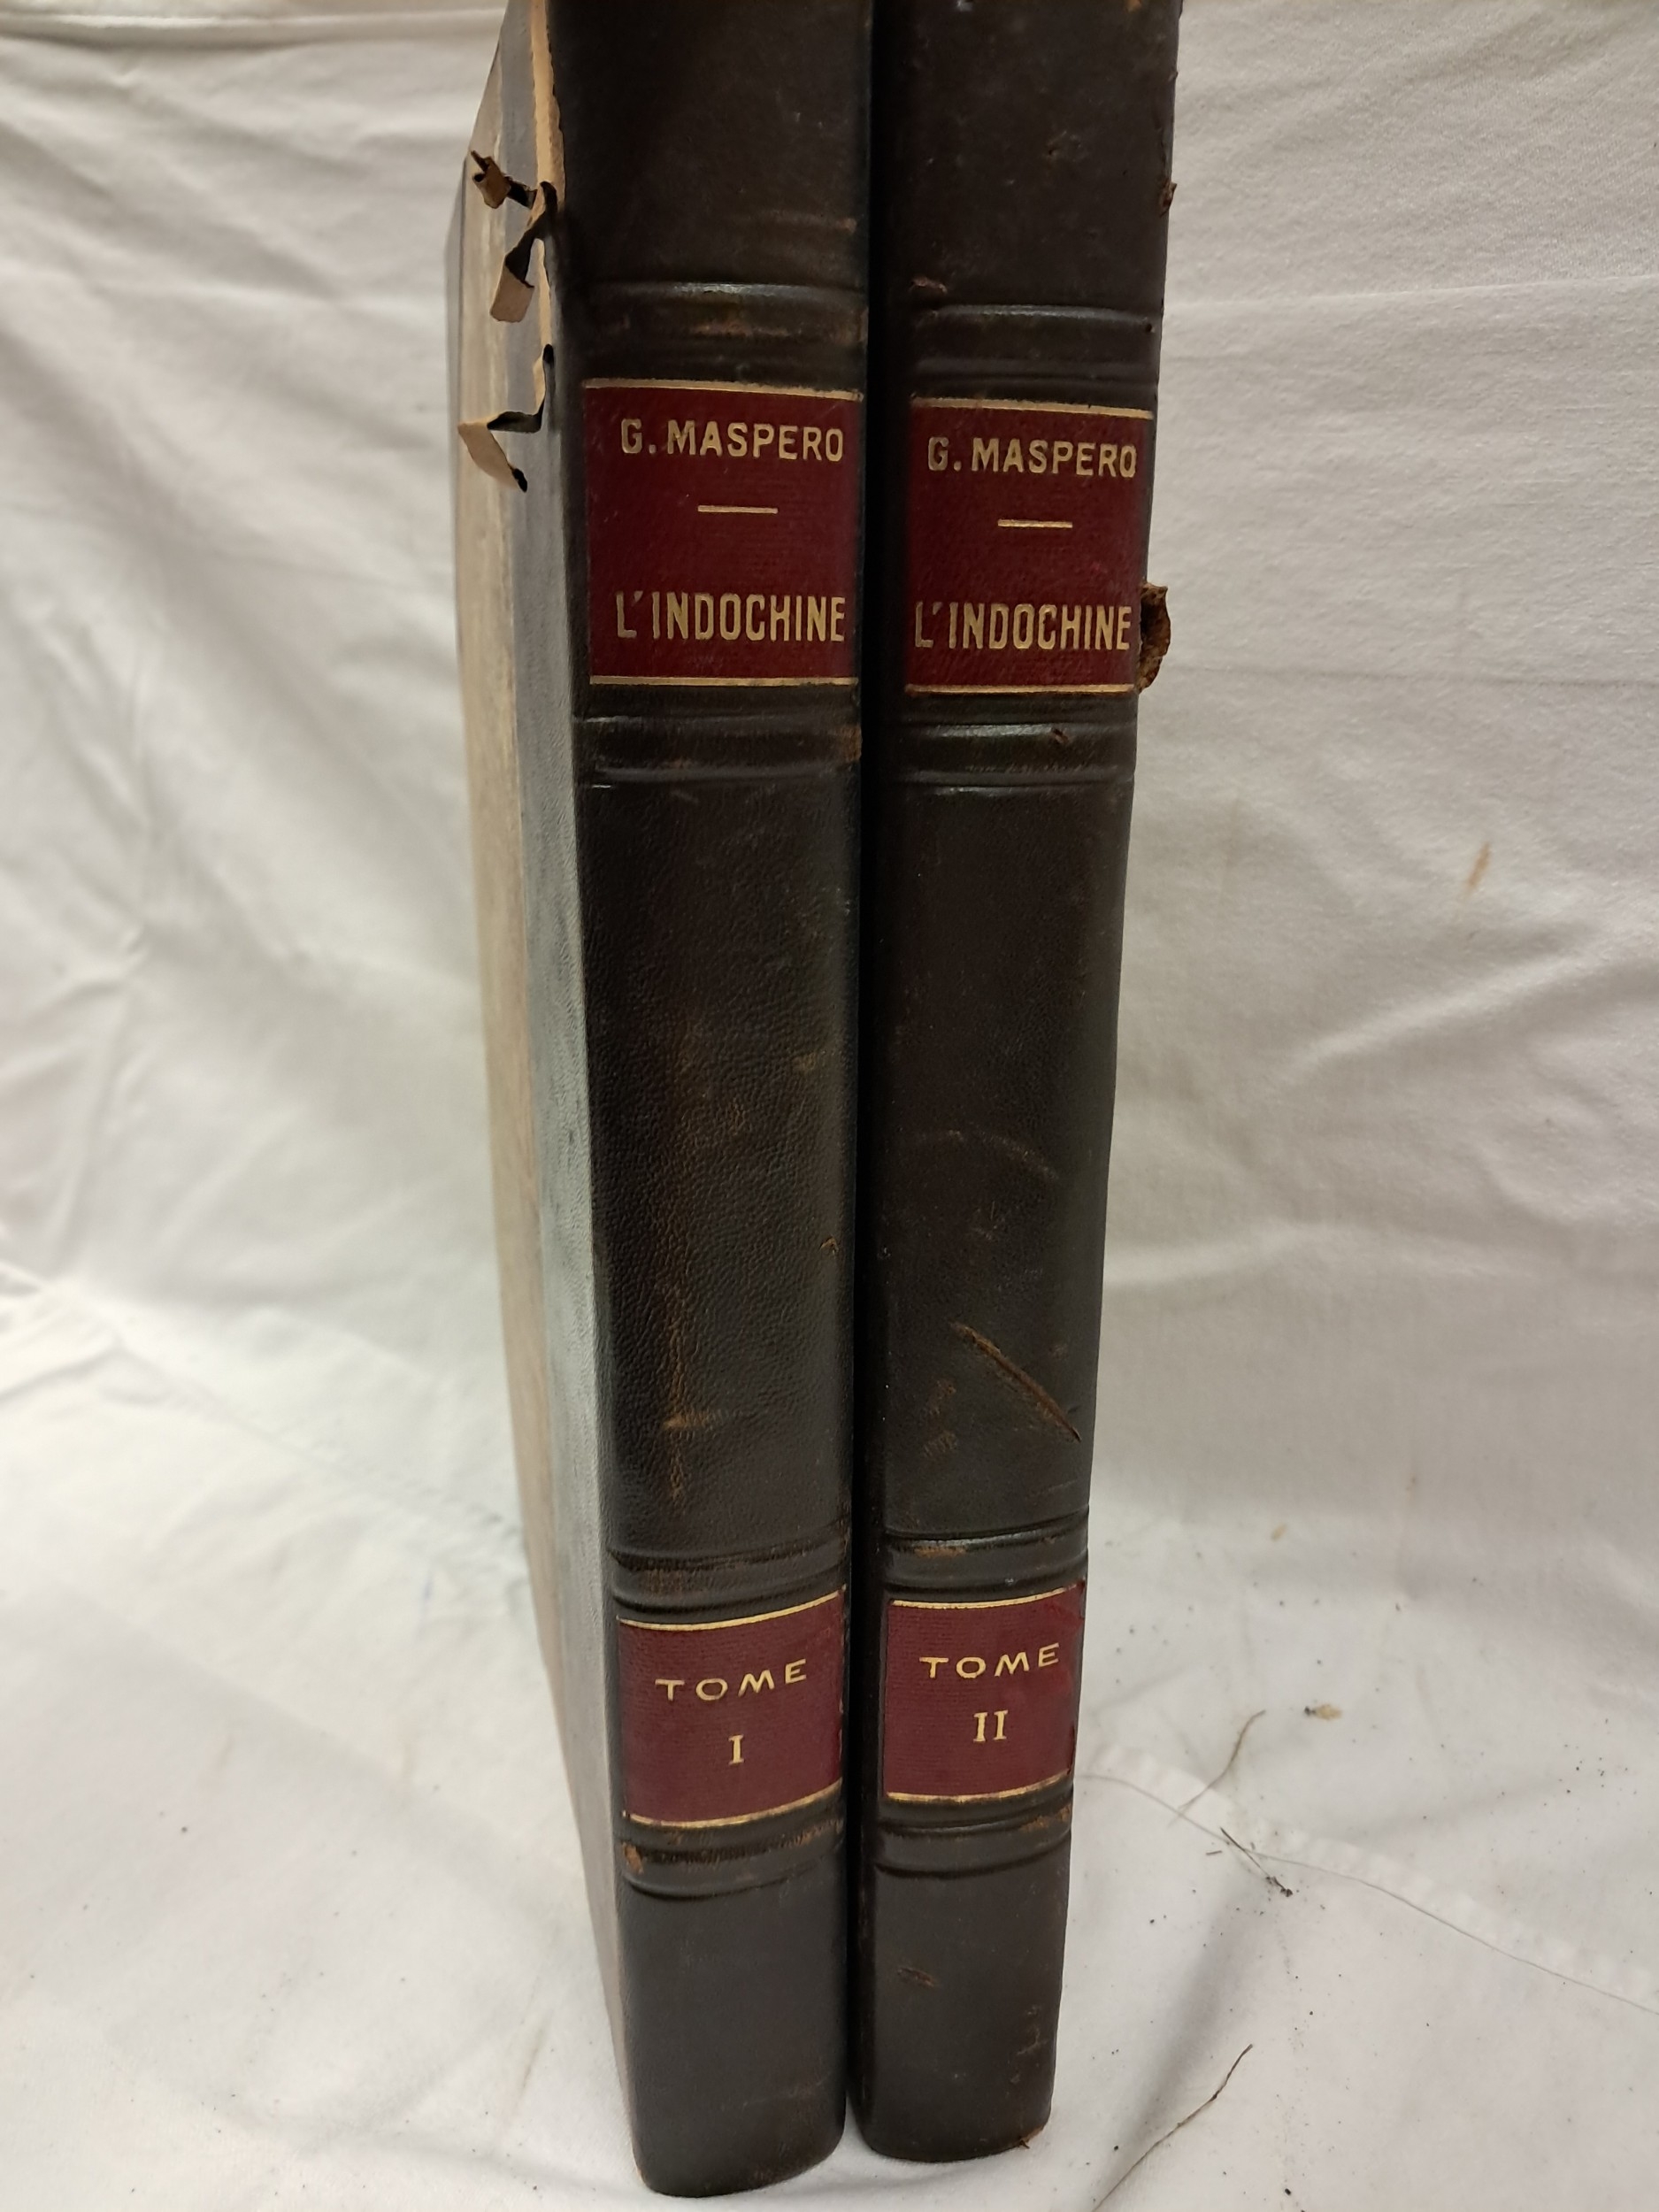 G. MASPERO
L'INDOCHINE
TOME
I
G. MASPERO
L'INDOCHINE
TOME
II